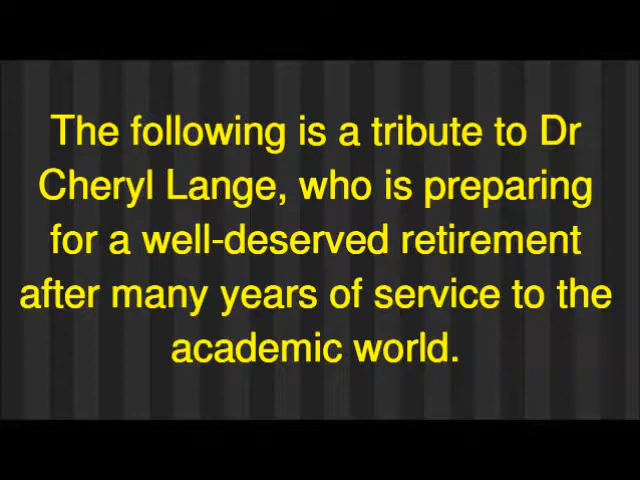 The following is a tribute to Dr
Cheryl Lange, who is preparing
for a well-deserved retirement
after many years of service to the
academic world.